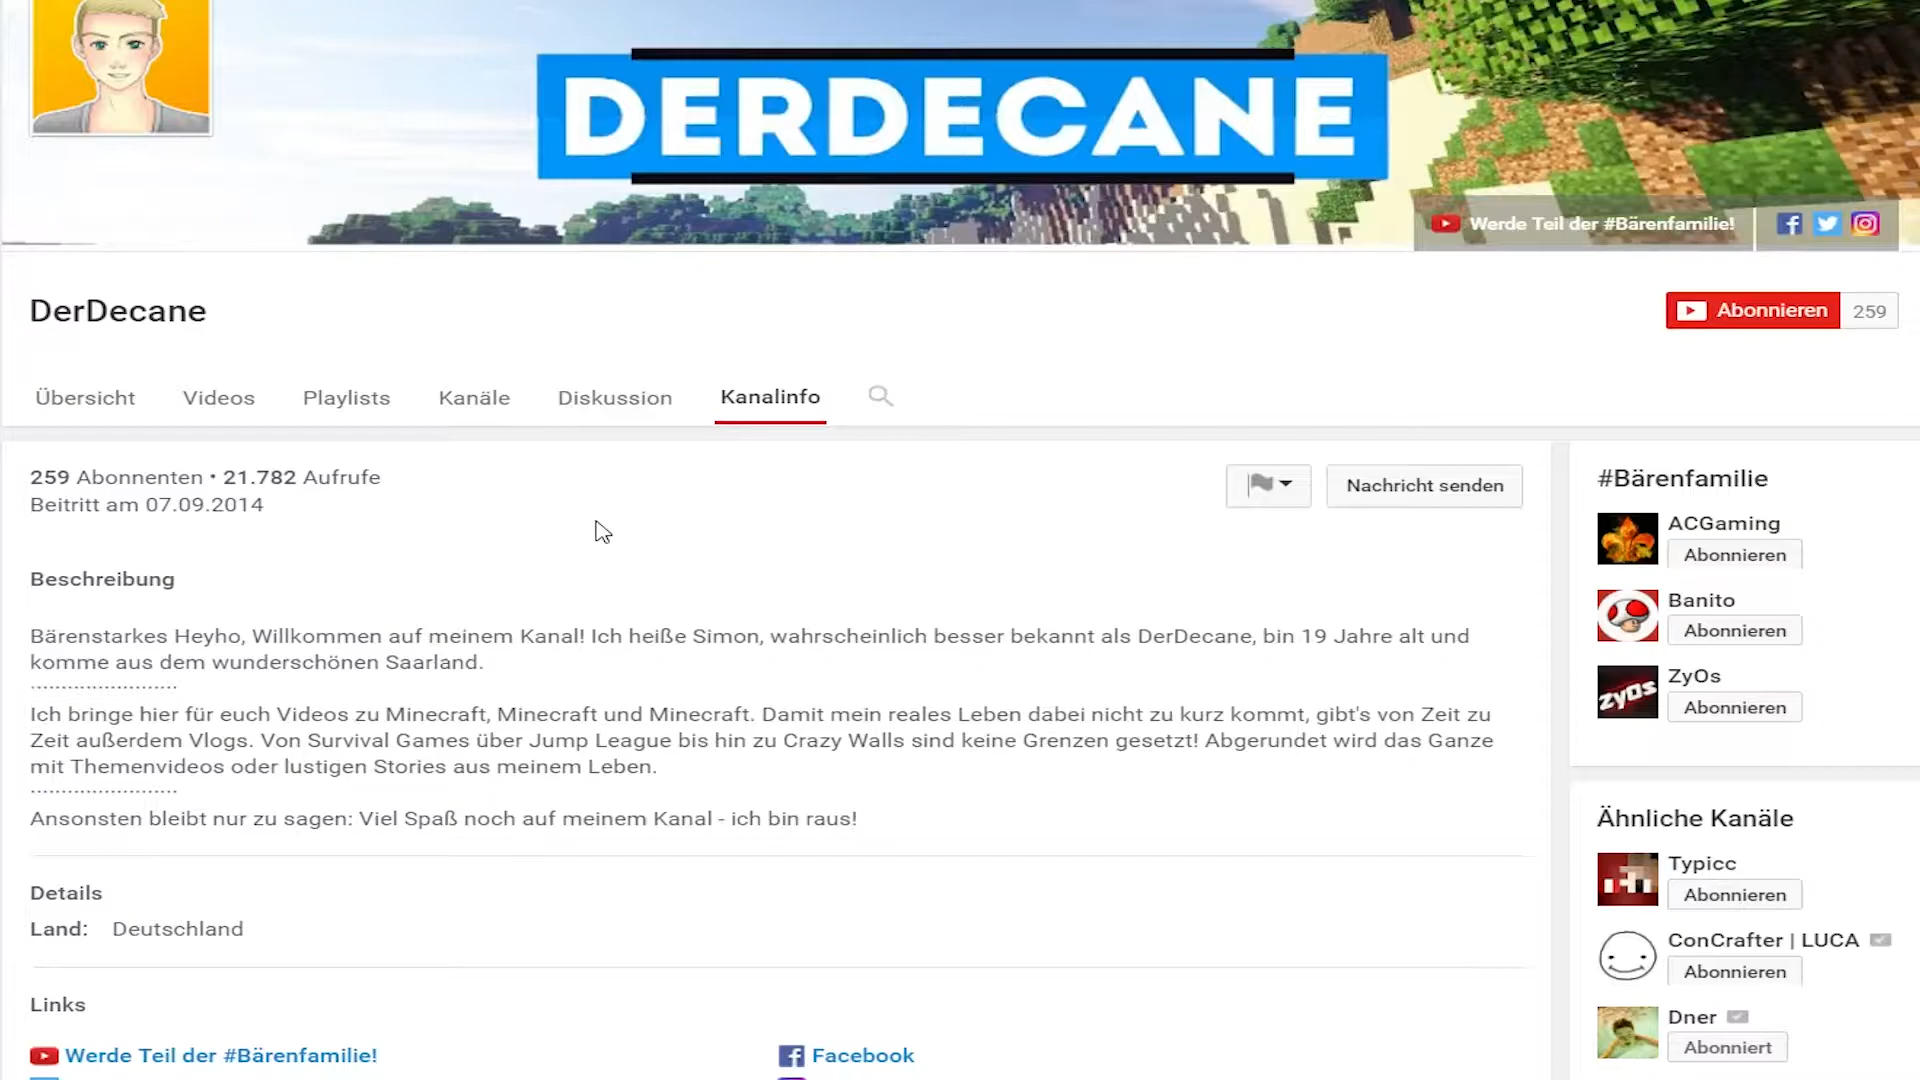 DERDECANE
Werde Teil der #Bärenfamilie!
DerDecane
Abonnieren 259
Übersicht Videos Playlists Kanäle Diskussion Kanalinfo
259 Abonnenten • 21.782 Aufrufe
Beitritt am 07.09.2014
Nachricht senden
Beschreibung
Bärenstarkes Heyho, Willkommen auf meinem Kanal! Ich heiße Simon, wahrscheinlich besser bekannt als DerDecane, bin 19 Jahre alt und
komme aus dem wunderschönen Saarland.
Ich bringe hier für euch Videos zu Minecraft, Minecraft und Minecraft. Damit mein reales Leben dabei nicht zu kurz kommt, gibt's von Zeit zu
Zeit außerdem Vlogs. Von Survival Games über Jump League bis hin zu Crazy Walls sind keine Grenzen gesetzt! Abgerundet wird das Ganze
mit Themenvideos oder lustigen Stories aus meinem Leben.
Ansonsten bleibt nur zu sagen: Viel Spaß noch auf meinem Kanal - ich bin raus!
Details
Land: Deutschland
Links
Werde Teil der #Bärenfamilie!
Facebook
#Bärenfamilie
ACGaming
Abonnieren
Banito
Abonnieren
ZyOs
ZyOs
Abonnieren
Ähnliche Kanäle
Typicc
Abonnieren
ConCrafter | LUCA
Abonnieren
Dner
Abonniert